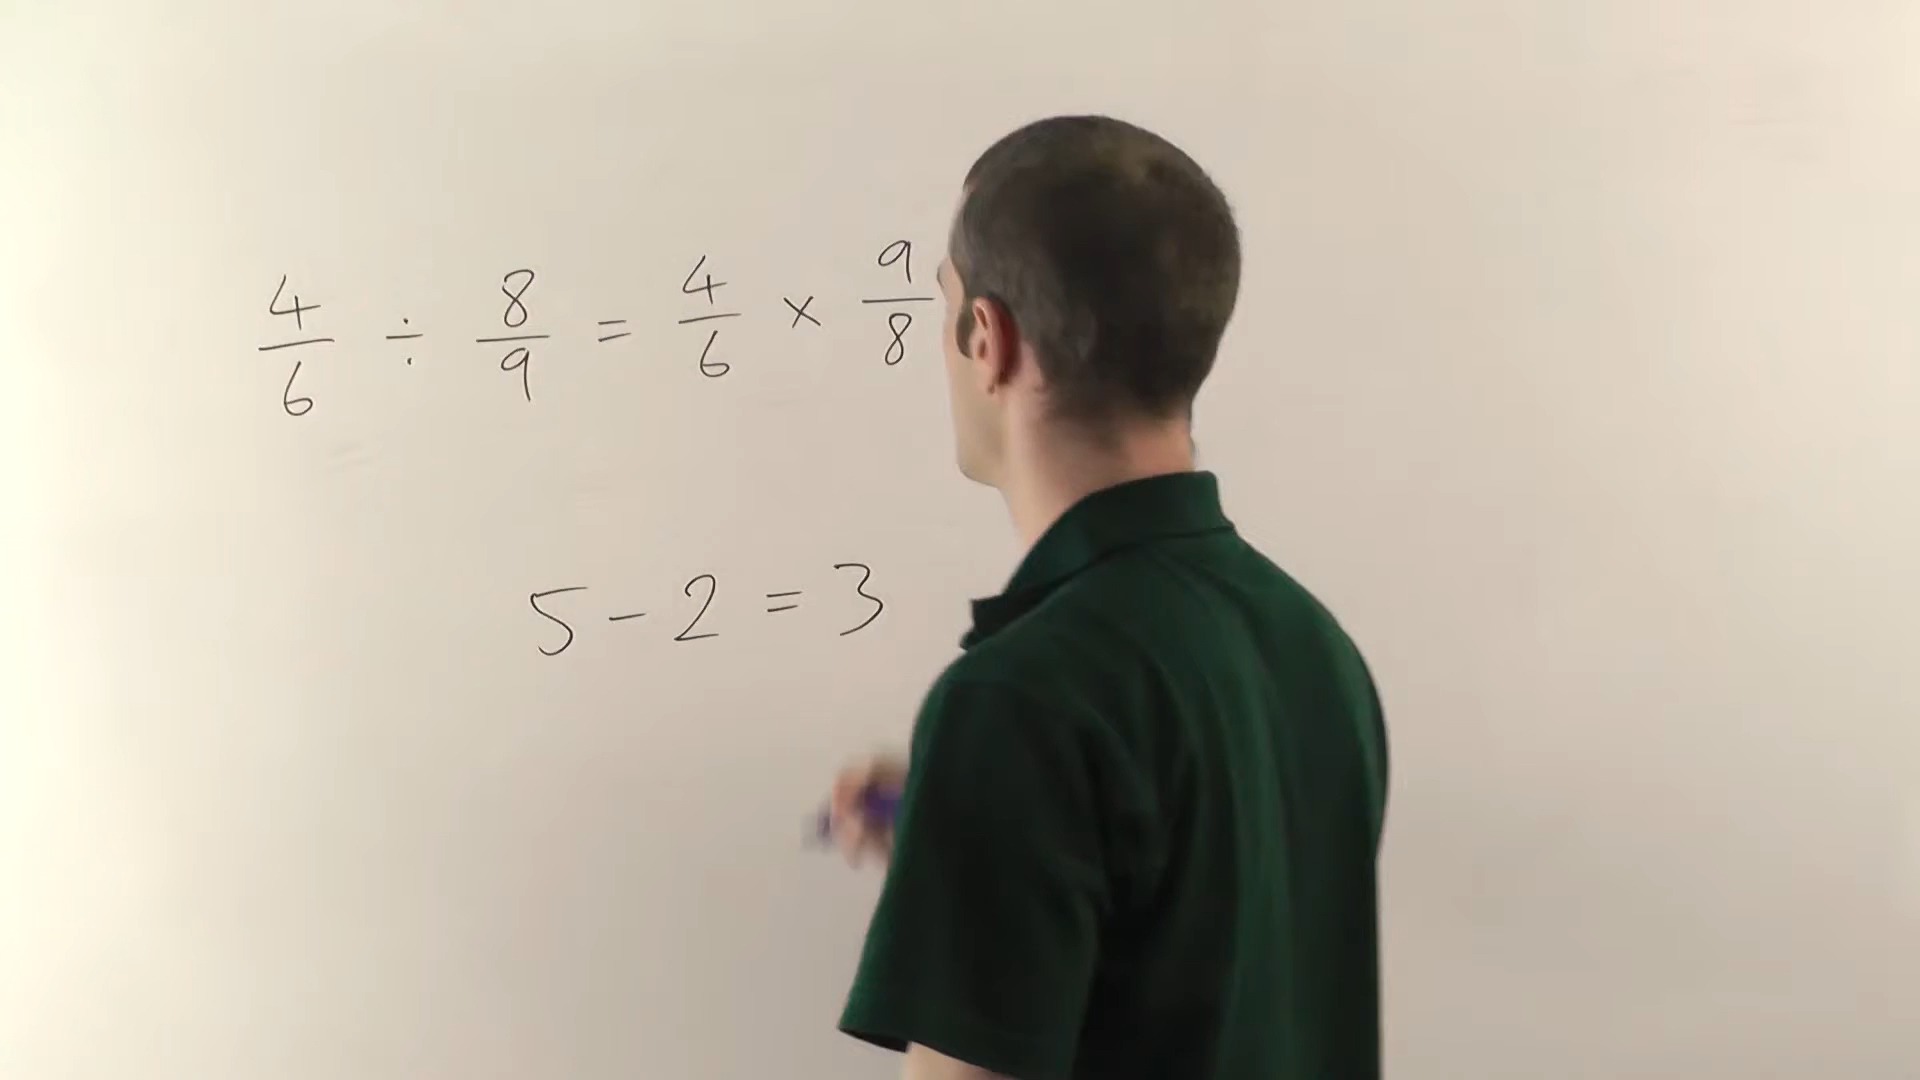 4/6 ÷ 8/9 = 4/6 × 9/8
5 - 2 = 3